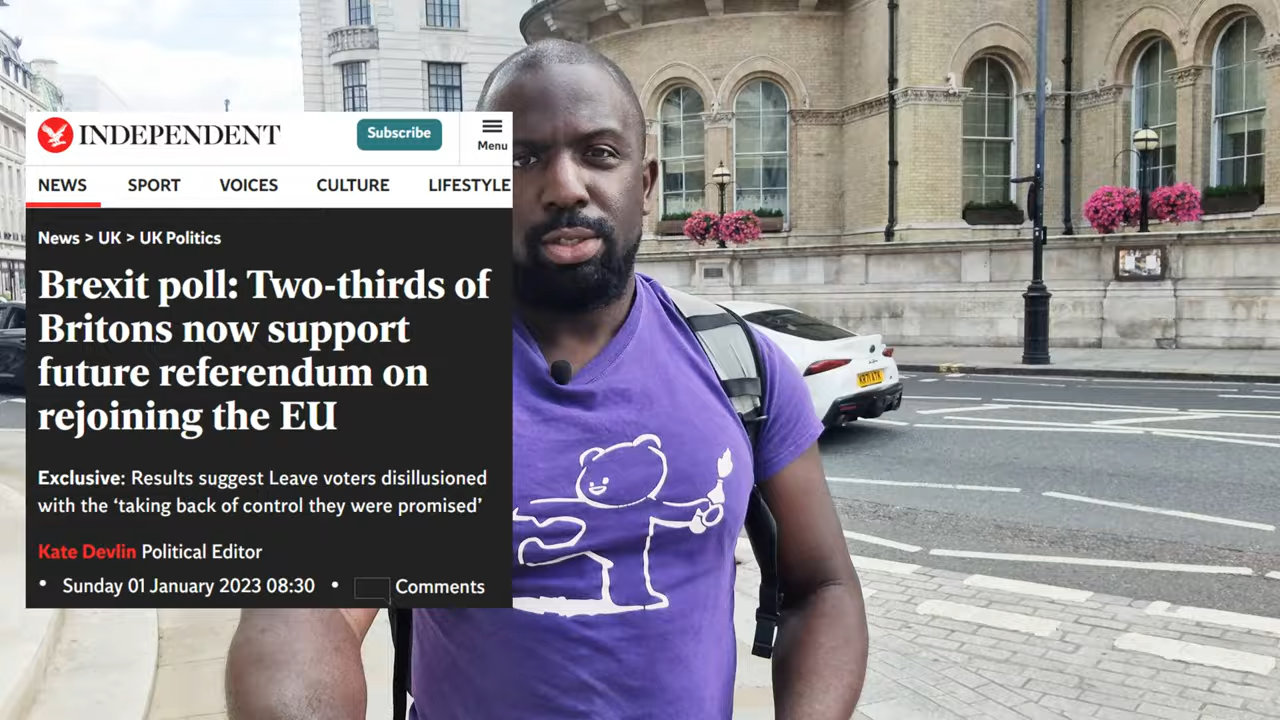 INDEPENDENT
Subscribe
Menu
NEWS SPORT VOICES CULTURE LIFESTYLE
News > UK > UK Politics
Brexit poll: Two-thirds of
Britons now support
future referendum on
rejoining the EU
Exclusive: Results suggest Leave voters disillusioned
with the ‘taking back of control they were promised’
Kate Devlin Political Editor
• Sunday 01 January 2023 08:30 • Comments